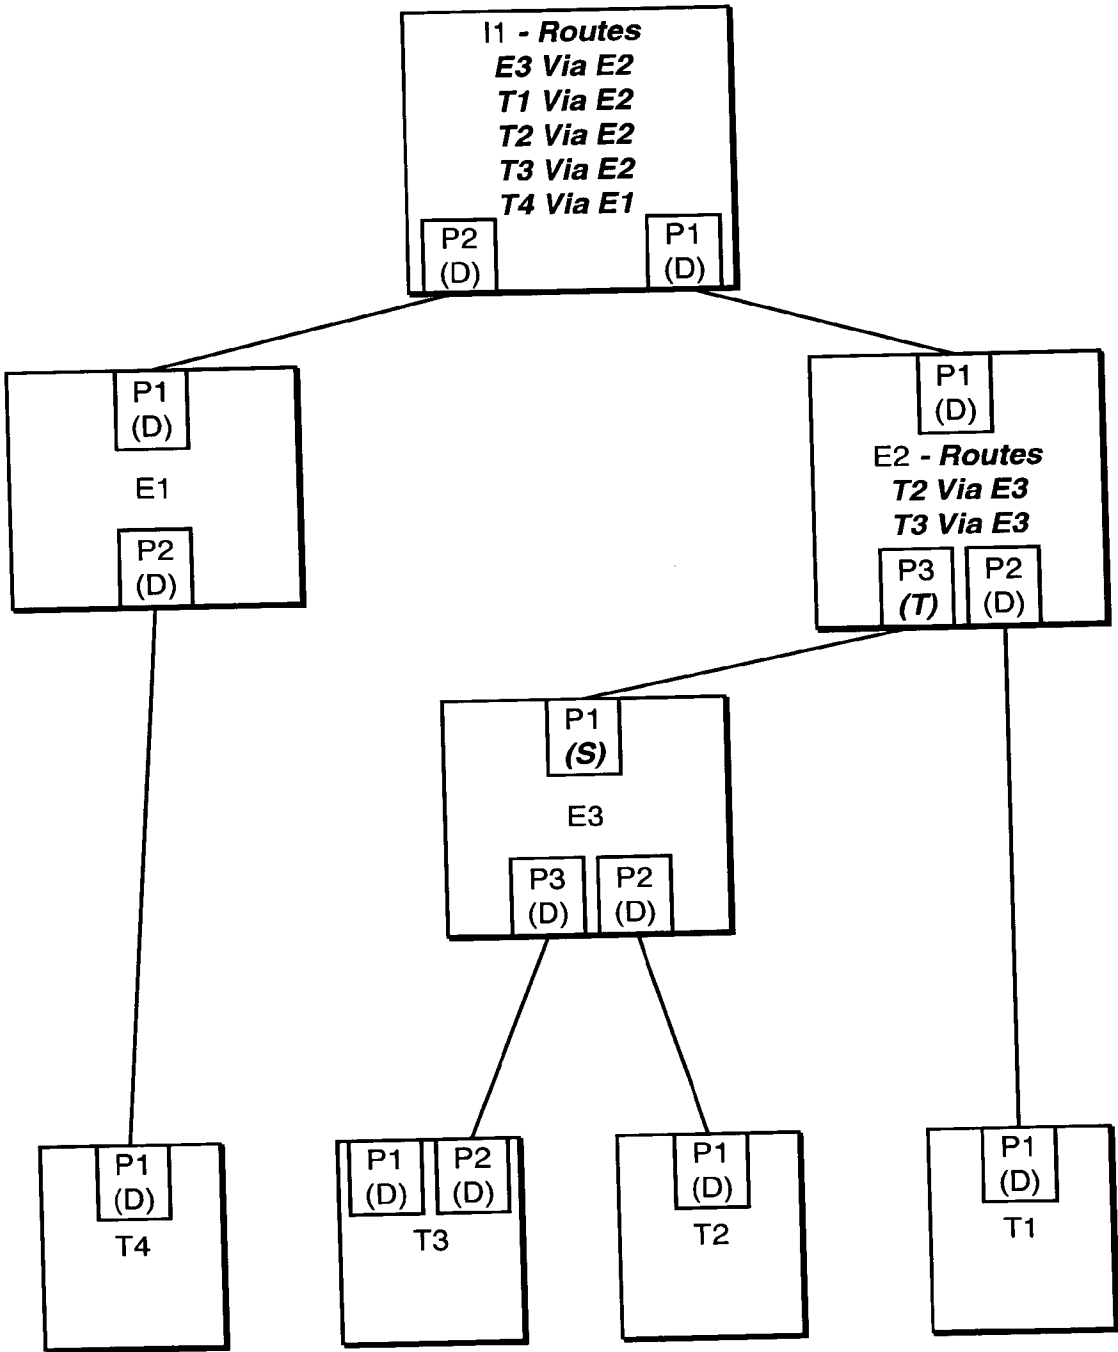 I1 - Routes
E3 Via E2
T1 Via E2
T2 Via E2
T3 Via E2
T4 Via E1
P2
(D)
P1
(D)
P1
(D)
E1
P2
(D)
P1
(D)
E2 - Routes
T2 Via E3
T3 Via E3
P3
(T)
P2
(D)
P1
(S)
E3
P3
(D)
P2
(D)
P1
(D)
T4
P1
(D)
P2
(D)
T3
P1
(D)
T2
P1
(D)
T1